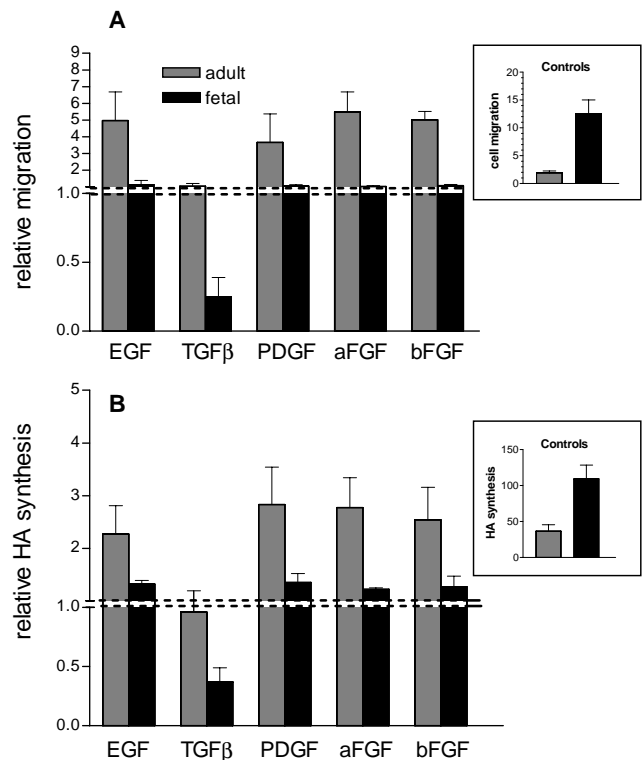 A
relative migration
9
8
7
6
5
4
3
2
1.0
0.5
0.0
adult
fetal
EGF TGFβ PDGF aFGF bFGF
Controls
cell migration
20
15
10
5
0
B
relative HA synthesis
5
4
3
2
1.0
1.0
0.5
0.0
EGF TGFβ PDGF aFGF bFGF
Controls
HA synthesis
150
100
50
0